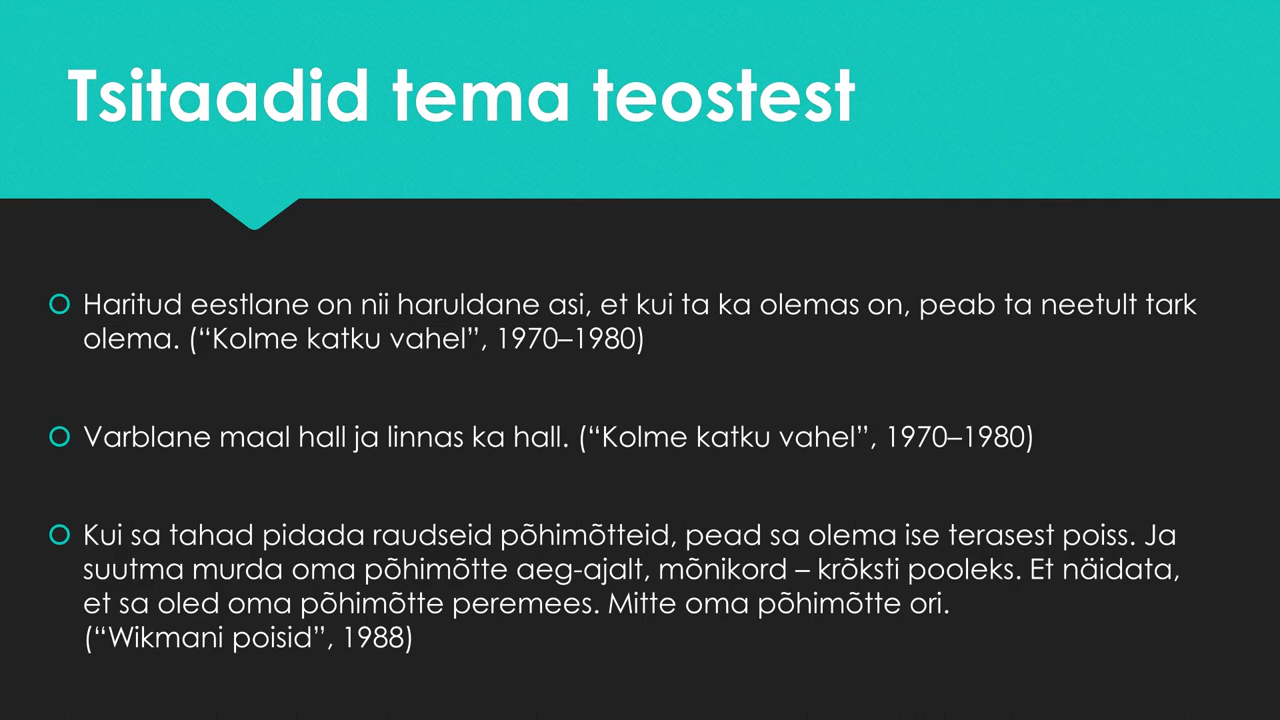 Tsitaadid tema teostest
Haritud eestlane on nii haruldane asi, et kui ta ka olemas on, peab ta neetult tark
olema. (“Kolme katku vahel”, 1970–1980)
Varblane maal hall ja linnas ka hall. (“Kolme katku vahel”, 1970–1980)
Kui sa tahad pidada raudseid põhimõtteid, pead sa olema ise terasest poiss. Ja
suutma murda oma põhimõtte aeg-ajalt, mõnikord – krõksti pooleks. Et näidata,
et sa oled oma põhimõtte peremees. Mitte oma põhimõtte ori.
(“Wikmani poisid”, 1988)